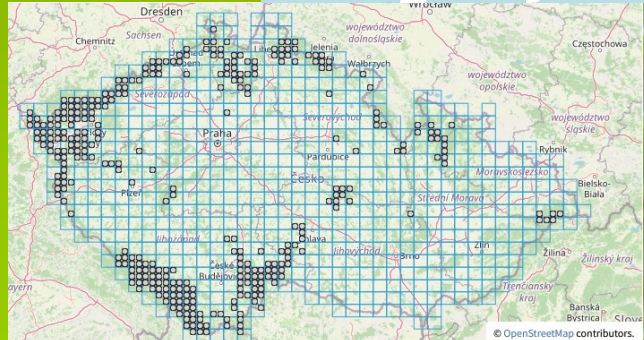 Dresden
Wrocław
województwo
dolnośląskie
Chemnitz
Sachsen
Jelenia
Częstochowa
Wałbrzych
województwo
opolskie
Severozápad
Severovýchod
województwo
śląskie
Praha
Rybnik
Pardubice
Moravskoslezsko
Bielsko-
Biała
Česko
Plzeň
Střední Morava
Jihozápad
Jihovýchod
Zlín
Brno
Žilina
Žilinský kraj
České
Budějovice
Trenčiansky
kraj
Banská
Bystrica
© OpenStreetMap contributors.